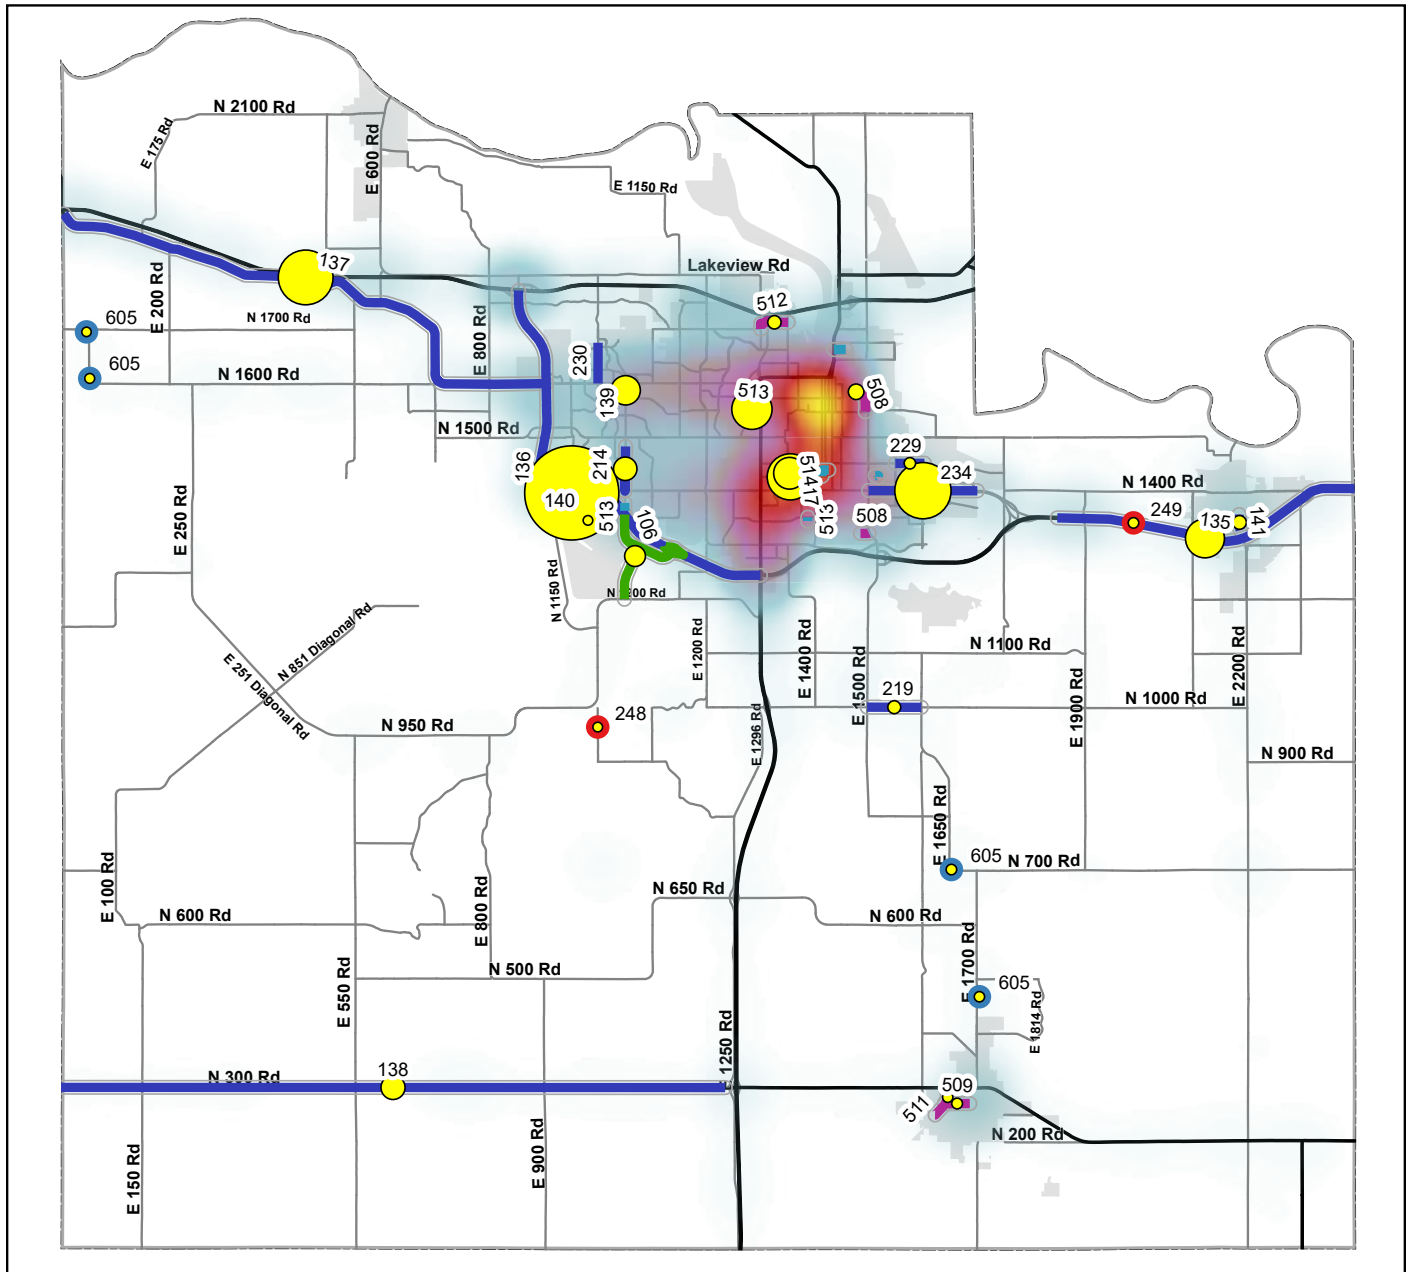 N 2100 Rd
E 175 Rd
E 600 Rd
E 1150 Rd
Lakeview Rd
137
E 200 Rd
512
605
N 1700 Rd
E 800 Rd
230
605
N 1600 Rd
139
513
508
N 1500 Rd
136
214
229
234
514
17
N 1400 Rd
140
513
106
513
508
249
135
141
E 250 Rd
N 1150 Rd
N 851 Diagonal Rd
E 251 Diagonal Rd
E 1200 Rd
E 1400 Rd
E 1500 Rd
N 1100 Rd
E 1900 Rd
E 2200 Rd
219
N 1000 Rd
N 950 Rd
248
E 1296 Rd
N 900 Rd
E 1650 Rd
605
N 700 Rd
E 100 Rd
N 600 Rd
E 800 Rd
N 650 Rd
N 600 Rd
E 1700 Rd
N 500 Rd
E 550 Rd
605
E 1814 Rd
E 1250 Rd
N 300 Rd
138
509
511
N 200 Rd
E 150 Rd
E 900 Rd